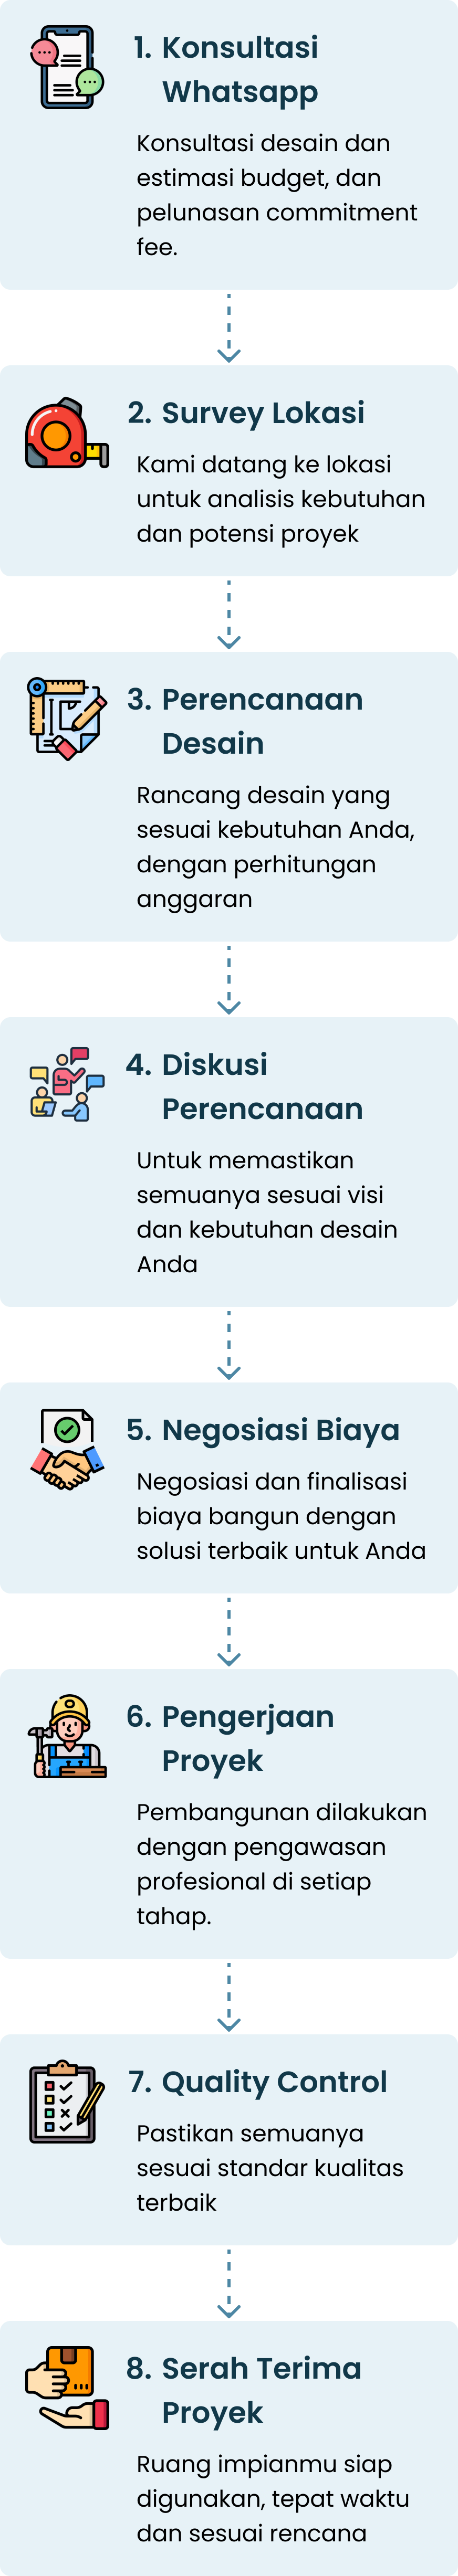 1. Konsultasi
Whatsapp
Konsultasi desain dan
estimasi budget, dan
pelunasan commitment
fee.
2. Survey Lokasi
Kami datang ke lokasi
untuk analisis kebutuhan
dan potensi proyek
3. Perencanaan
Desain
Rancang desain yang
sesuai kebutuhan Anda,
dengan perhitungan
anggaran
4. Diskusi
Perencanaan
Untuk memastikan
semuanya sesuai visi
dan kebutuhan desain
Anda
5. Negosiasi Biaya
Negosiasi dan finalisasi
biaya bangun dengan
solusi terbaik untuk Anda
6. Pengerjaan
Proyek
Pembangunan dilakukan
dengan pengawasan
profesional di setiap
tahap.
7. Quality Control
Pastikan semuanya
sesuai standar kualitas
terbaik
8. Serah Terima
Proyek
Ruang impianmu siap
digunakan, tepat waktu
dan sesuai rencana